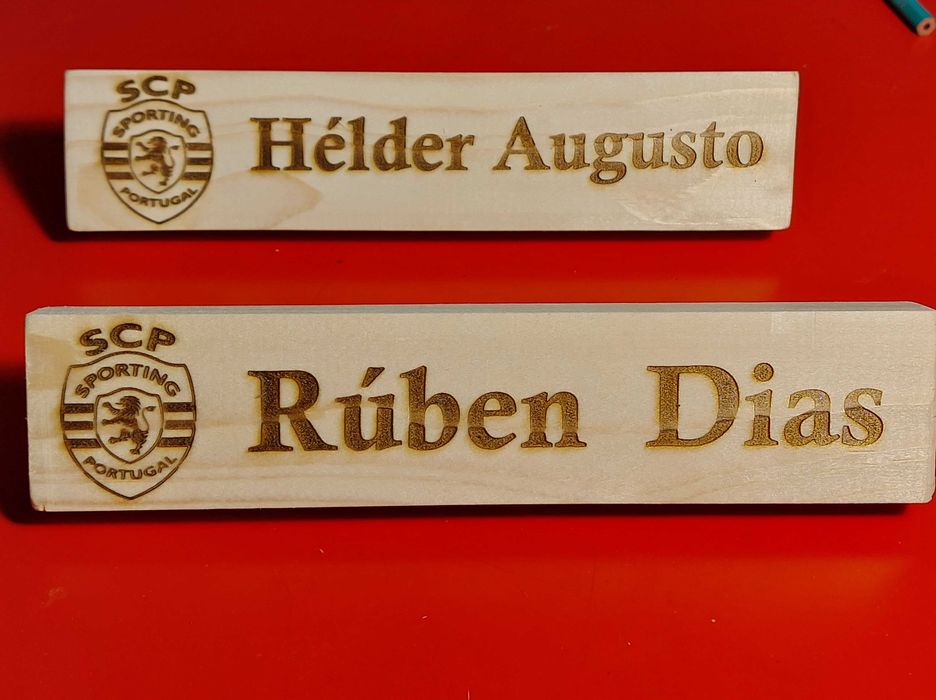 SCP
SPORTING
PORTUGAL
Hélder Augusto
SCP
SPORTING
PORTUGAL
Rúben Dias